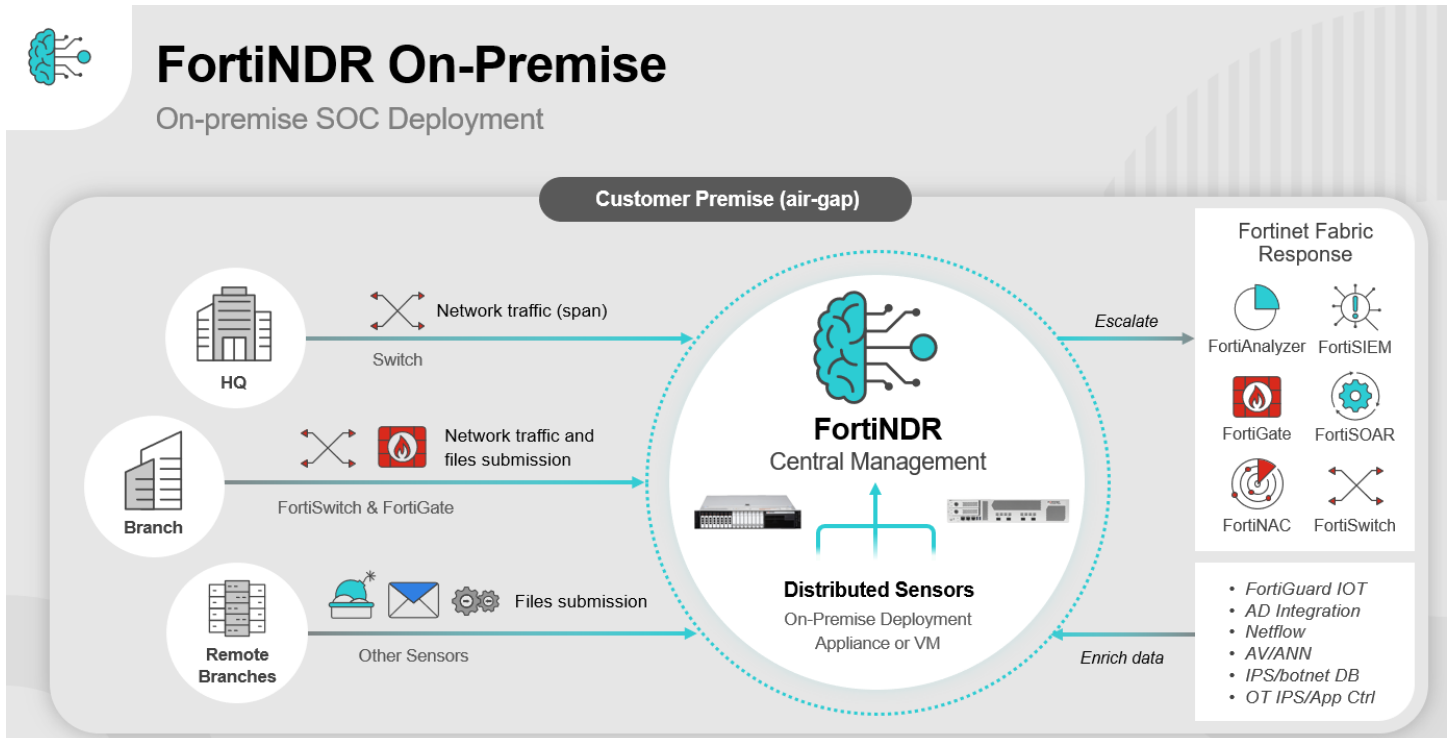 FortiNDR On-Premise
On-premise SOC Deployment
Customer Premise (air-gap)
HQ
Network traffic (span)
Switch
Branch
Network traffic and
files submission
FortiSwitch & FortiGate
Remote
Branches
Files submission
Other Sensors
FortiNDR
Central Management
Distributed Sensors
On-Premise Deployment
Appliance or VM
Escalate
Enrich data
Fortinet Fabric
Response
FortiAnalyzer
FortiSIEM
FortiGate
FortiSOAR
FortiNAC
FortiSwitch
• FortiGuard IOT
• AD Integration
• Netflow
• AV/ANN
• IPS/botnet DB
• OT IPS/App Ctrl